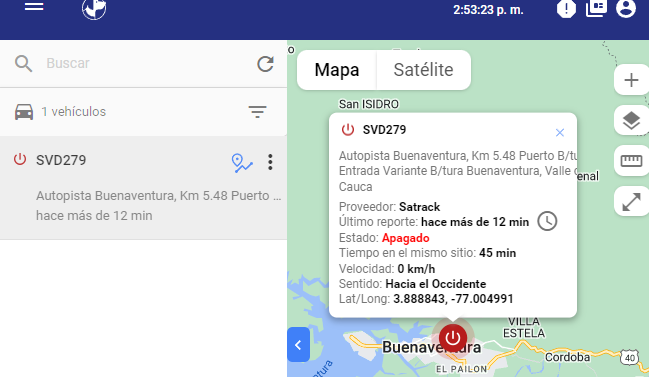 2:53:23 p. m.
Buscar
1 vehículos
SVD279
Autopista Buenaventura, Km 5.48 Puerto ...
hace más de 12 min
Mapa
Satélite
San ISIDRO
SVD279
Autopista Buenaventura, Km 5.48 Puerto B/tu
Entrada Variante B/tura Buenaventura, Valle
Cauca
Proveedor: Satrack
Último reporte: hace más de 12 min
Estado: Apagado
Tiempo en el mismo sitio: 45 min
Velocidad: 0 km/h
Sentido: Hacia el Occidente
Lat/Long: 3.888843, -77.004991
VILLA
ESTELA
Buenaventura
Cordoba
40
EL PAILON